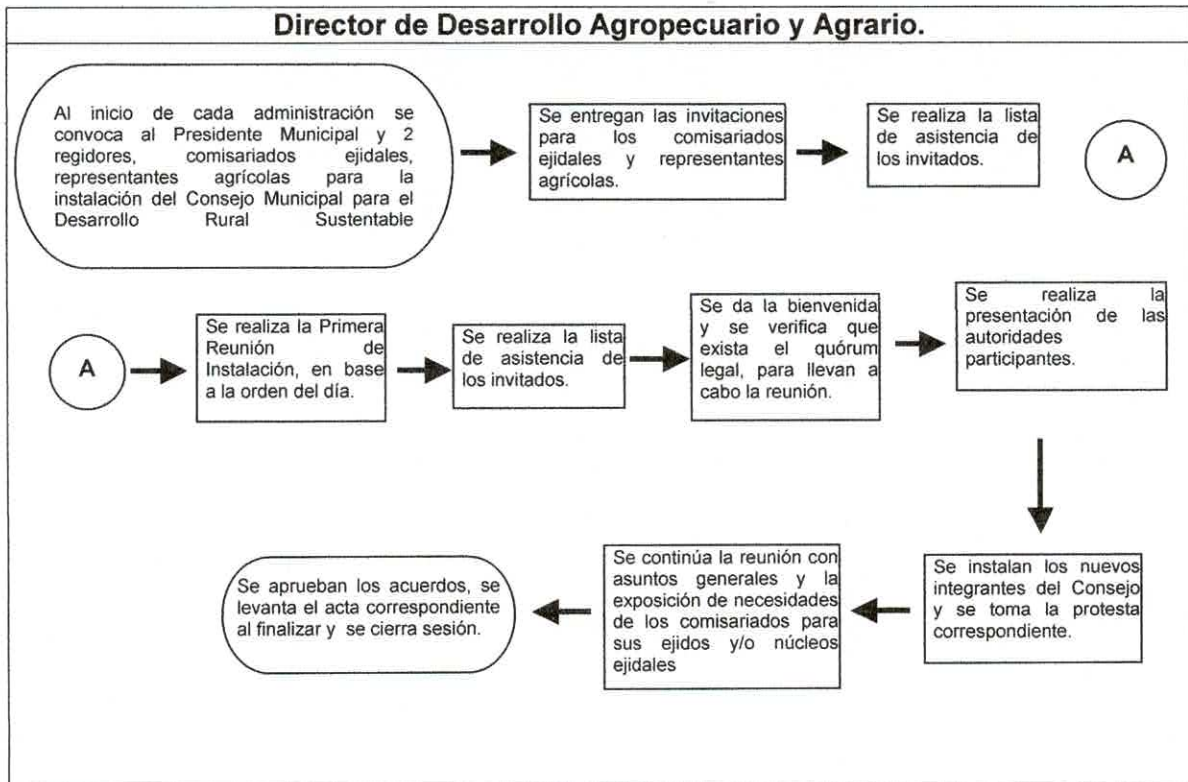 Director de Desarrollo Agropecuario y Agrario.
Al inicio de cada administración se
convoca al Presidente Municipal y 2
regidores, comisariados ejidales,
representantes agrícolas para la
instalación del Consejo Municipal para el
Desarrollo Rural Sustentable
Se entregan las invitaciones
para los comisariados
ejidales y representantes
agrícolas.
Se realiza la lista
de asistencia de
los invitados.
A
A
Se realiza la Primera
Reunión de
Instalación, en base
a la orden del día.
Se realiza la lista
de asistencia de
los invitados.
Se da la bienvenida
y se verifica que
exista el quórum
legal, para llevan a
cabo la reunión.
Se realiza la
presentación de las
autoridades
participantes.
Se instalan los nuevos
integrantes del Consejo
y se toma la protesta
correspondiente.
Se continúa la reunión con
asuntos generales y la
exposición de necesidades
de los comisariados para
sus ejidos y/o núcleos
ejidales
Se aprueban los acuerdos, se
levanta el acta correspondiente
al finalizar y se cierra sesión.